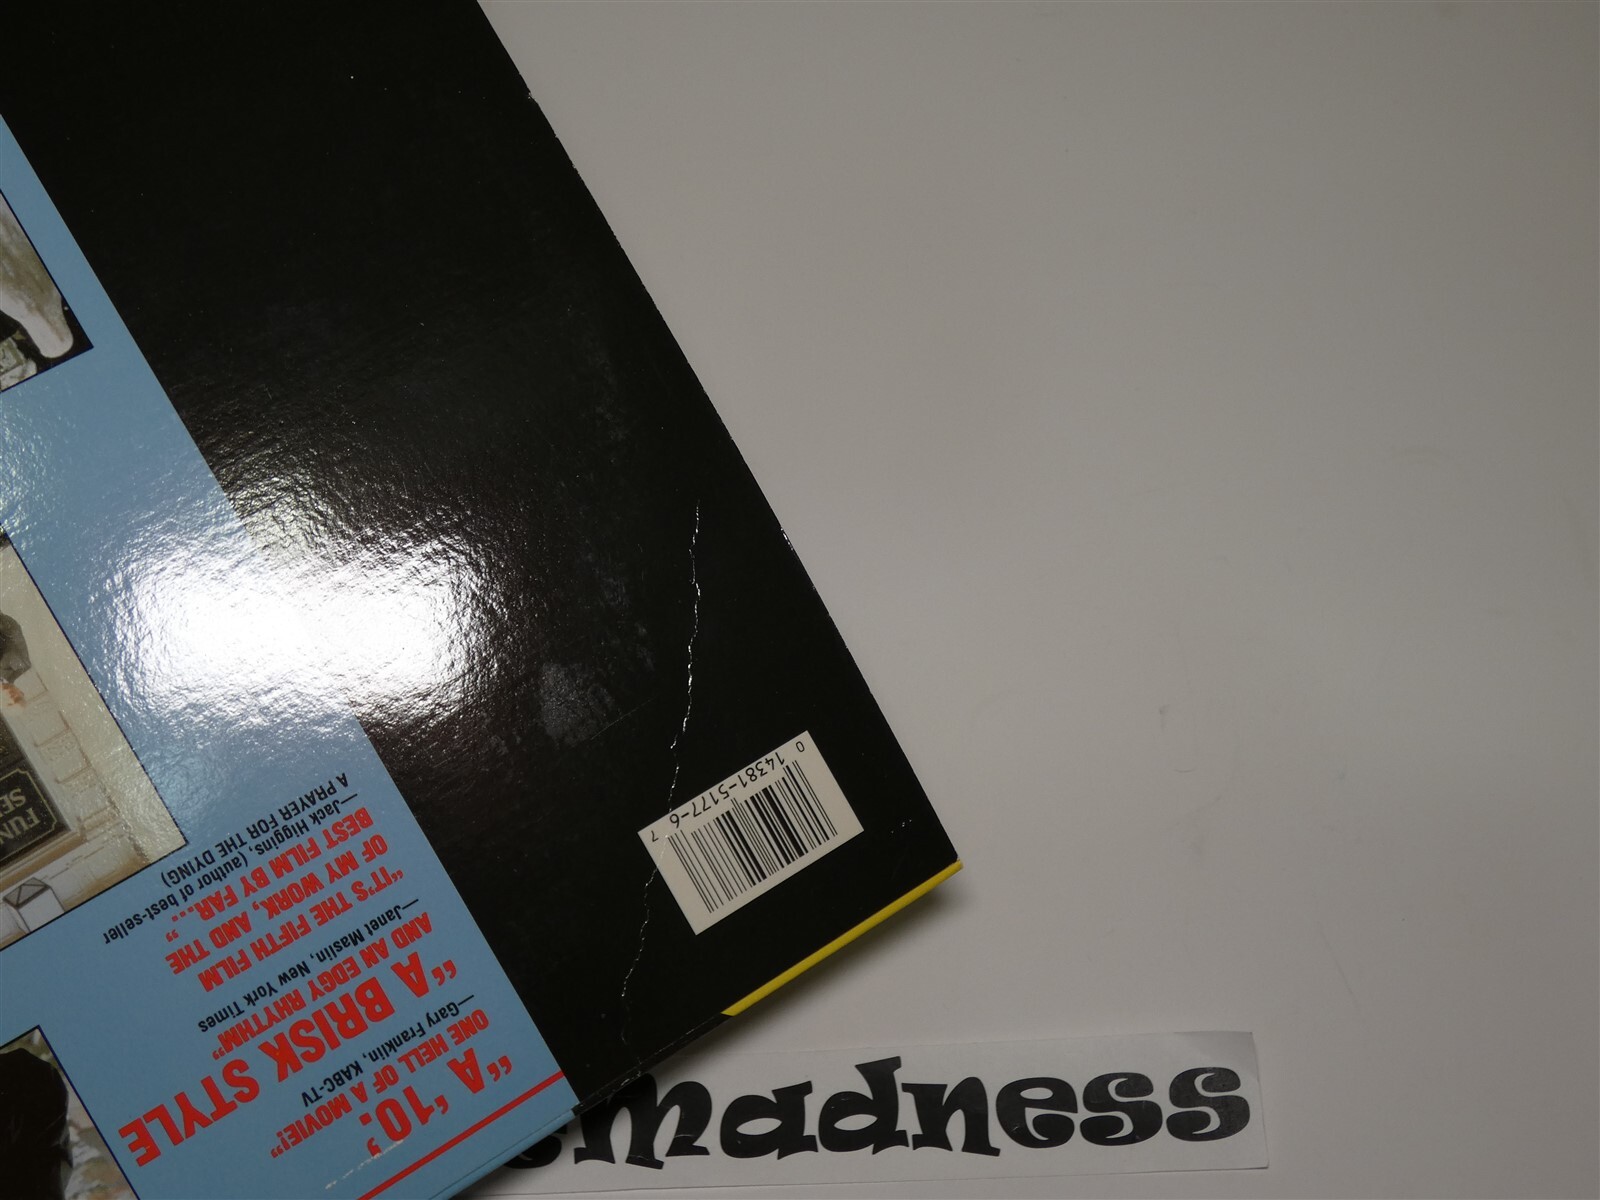 "A '10.'
ONE HELL OF A MOVIE!"
—Gary Franklin, KABC-TV
"A BRISK STYLE
AND AN EDGY RHYTHM"
—Janet Maslin, New York Times
"IT'S THE FIFTH FILM
OF MY WORK, AND THE
BEST FILM BY FAR..."
—Jack Higgins, (author of best-seller
A PRAYER FOR THE DYING)
FUN
SE
0 14381-5177-6 7
madness